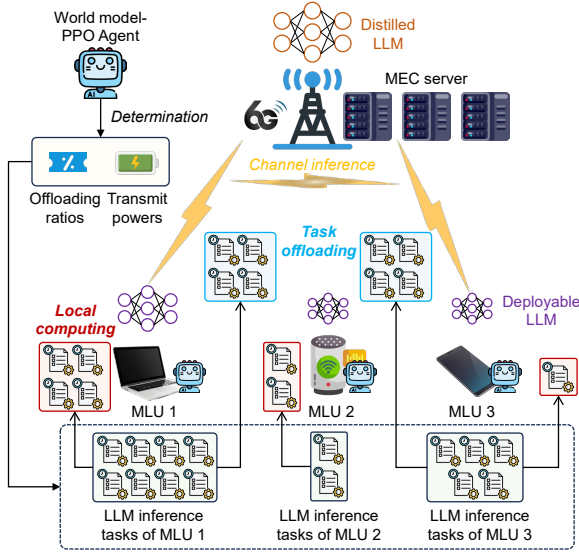 World model-
PPO Agent
AI
Determination
Offloading
ratios
Transmit
powers
Distilled
LLM
MEC server
6G
Channel inference
Task
offloading
Local
computing
Deployable
LLM
MLU 1
MLU 2
MLU 3
LLM inference
tasks of MLU 1
LLM inference
tasks of MLU 2
LLM inference
tasks of MLU 3